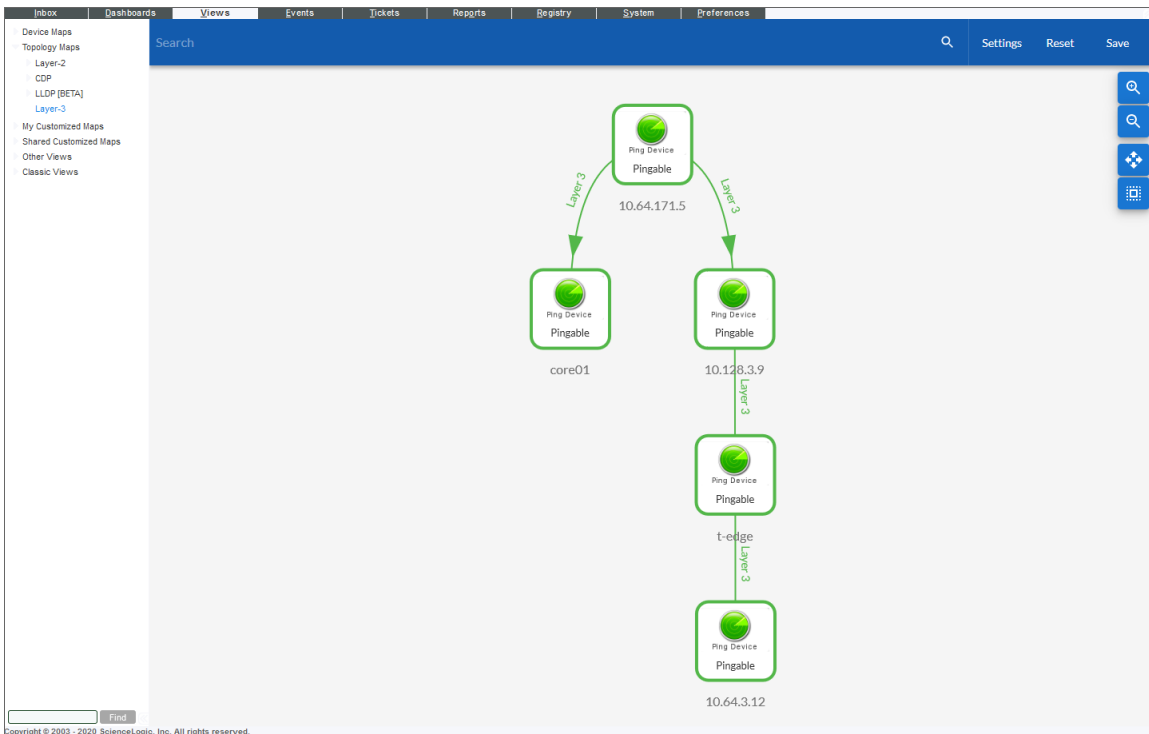 Inbox Dashboards Views Events Tickets Reports Registry System Preferences
Device Maps
Topology Maps
Layer-2
CDP
LLDP [BETA]
Layer-3
My Customized Maps
Shared Customized Maps
Other Views
Classic Views
Search Settings Reset Save
Ping Device
Pingable
10.64.171.5
Layer 3
Layer 3
Ping Device
Pingable
core01
Ping Device
Pingable
10.128.3.9
Layer 3
Ping Device
Pingable
t-edge
Layer 3
Ping Device
Pingable
10.64.3.12
Find
Copyright © 2003 - 2020 ScienceLogic, Inc. All rights reserved.